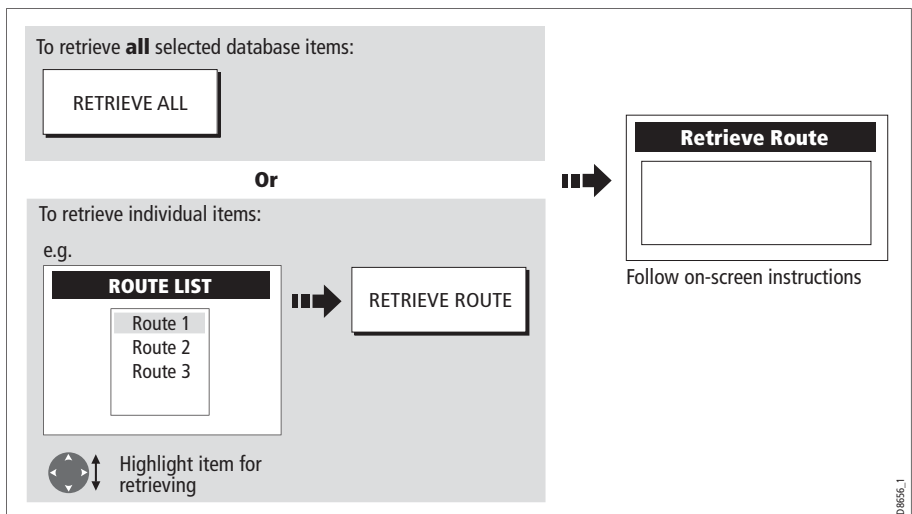 To retrieve all selected database items:
RETRIEVE ALL
Or
To retrieve individual items:
e.g.
ROUTE LIST
Route 1
Route 2
Route 3
RETRIEVE ROUTE
Highlight item for
retrieving
Retrieve Route
Follow on-screen instructions
D8656_1